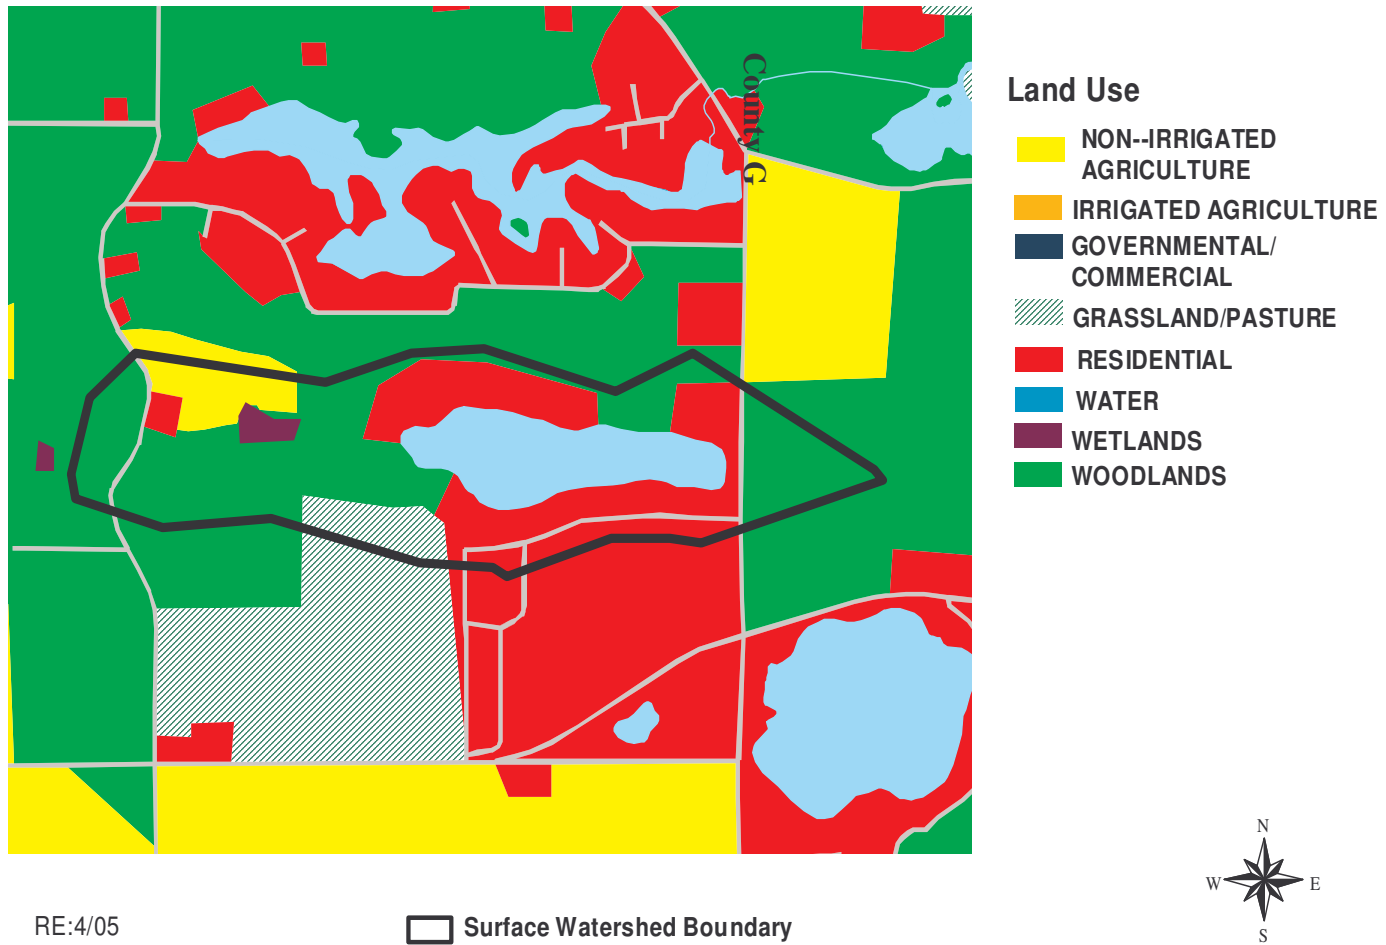 County G
Land Use
NON--IRRIGATED
AGRICULTURE
IRRIGATED AGRICULTURE
GOVERNMENTAL/
COMMERCIAL
GRASSLAND/PASTURE
RESIDENTIAL
WATER
WETLANDS
WOODLANDS
N
W
E
S
RE:4/05
Surface Watershed Boundary